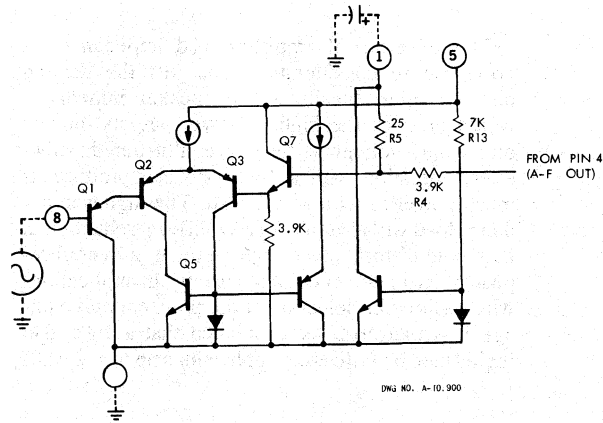 1
5
Q7
25
R5
7K
R13
FROM PIN 4
(A-F OUT)
3.9K
R4
Q2
Q3
Q1
8
3.9K
Q5
DWG NO. A-10.900